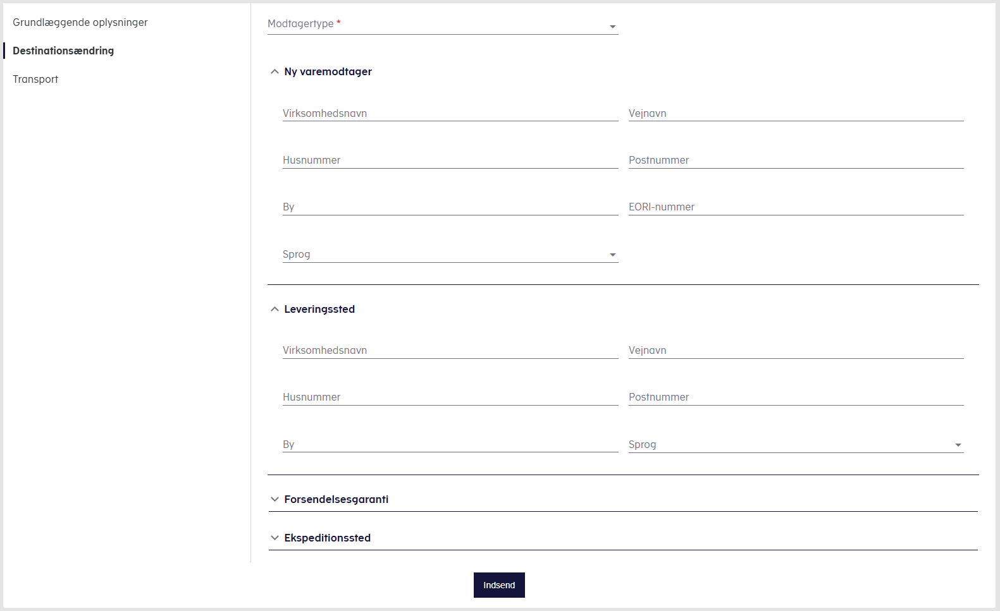 Grundlæggende oplysninger
Destinationsændring
Transport
Modtagertype *
Ny varemodtager
Virksomhedsnavn
Vejnavn
Husnummer
Postnummer
By
EORI-nummer
Sprog
Leveringssted
Virksomhedsnavn
Vejnavn
Husnummer
Postnummer
By
Sprog
Forsendelsesgaranti
Ekspeditionssted
Indsend